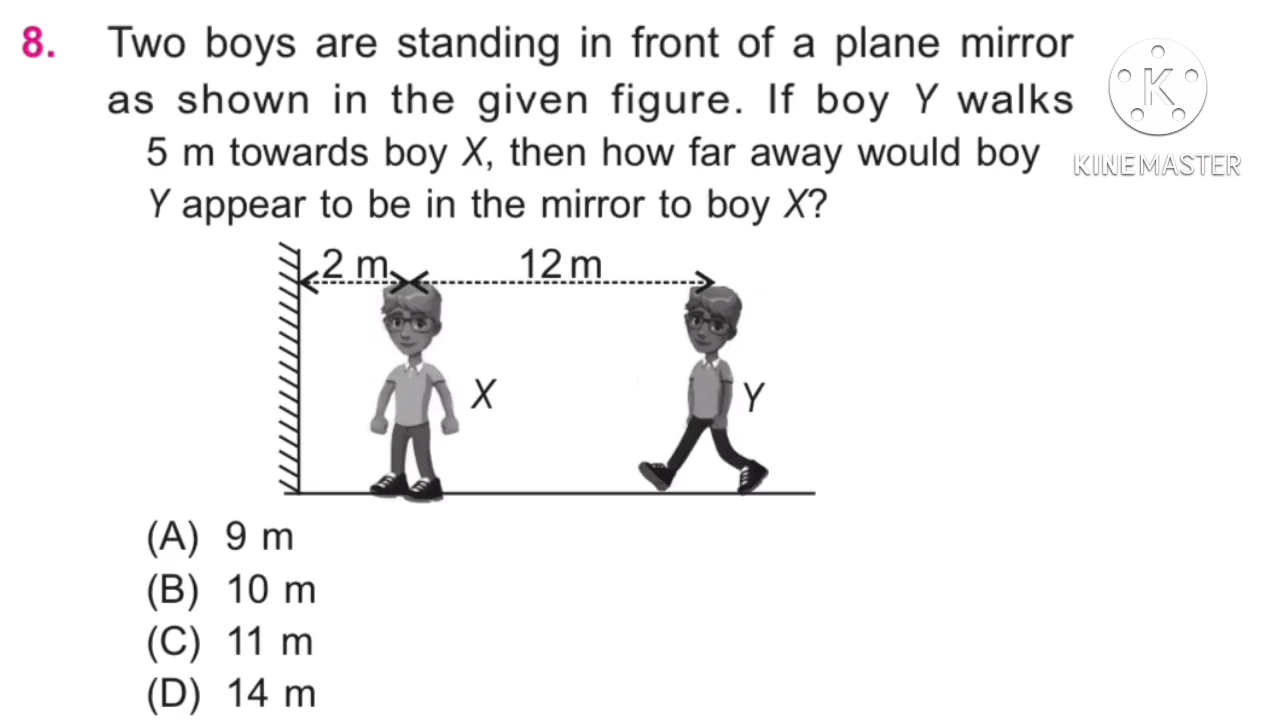 8. Two boys are standing in front of a plane mirror
as shown in the given figure. If boy Y walks
5 m towards boy X, then how far away would boy
Y appear to be in the mirror to boy X?
K
KINEMASTER
2 m 12 m
X
Y
(A) 9 m
(B) 10 m
(C) 11 m
(D) 14 m